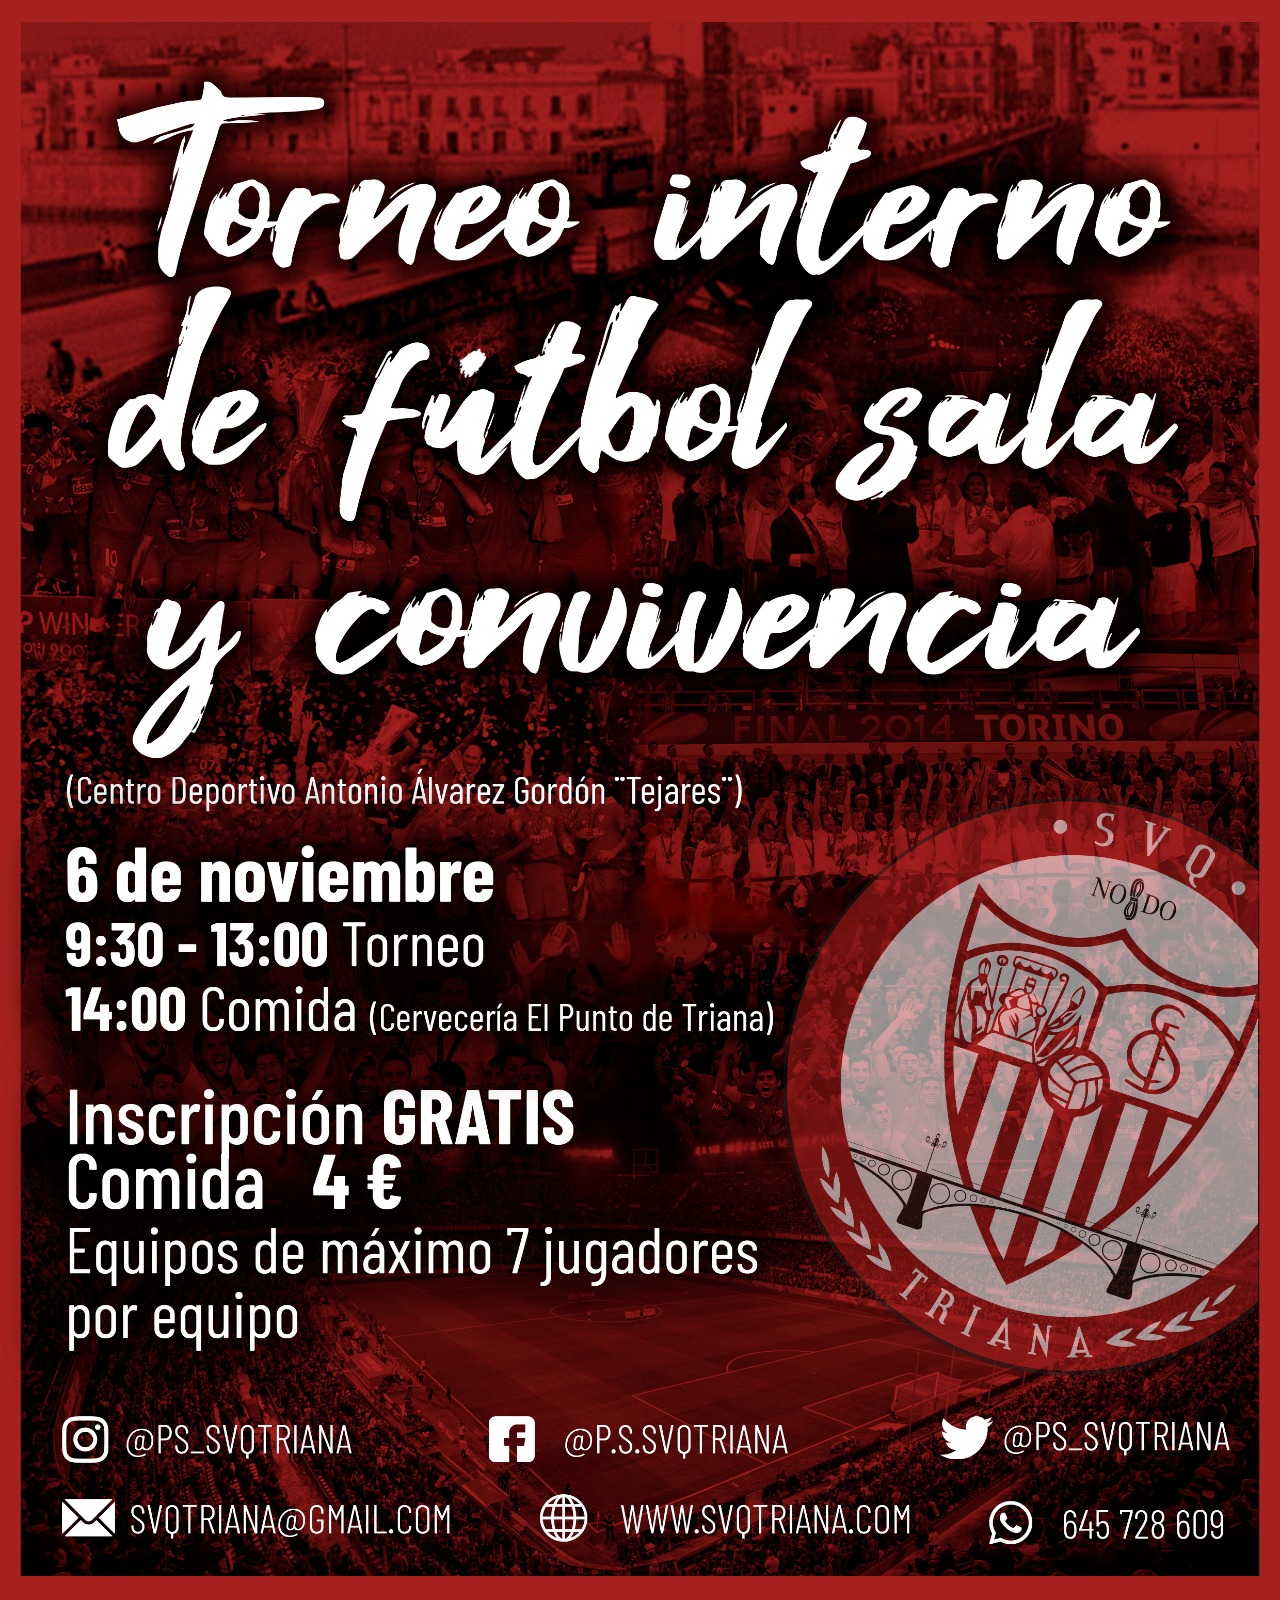 Torneo interno
de fútbol sala
y convivencia
P WINNERS
FINAL 2014 TORINO
(Centro Deportivo Antonio Álvarez Gordón ¨Tejares¨)
6 de noviembre
9:30 - 13:00 Torneo
14:00 Comida (Cervecería El Punto de Triana)
Inscripción GRATIS
Comida 4 €
Equipos de máximo 7 jugadores
por equipo
• SVQ •
NO8DO
TRIANA
@PS_SVQTRIANA
@P.S.SVQTRIANA
@PS_SVQTRIANA
SVQTRIANA@GMAIL.COM
WWW.SVQTRIANA.COM
645 728 609